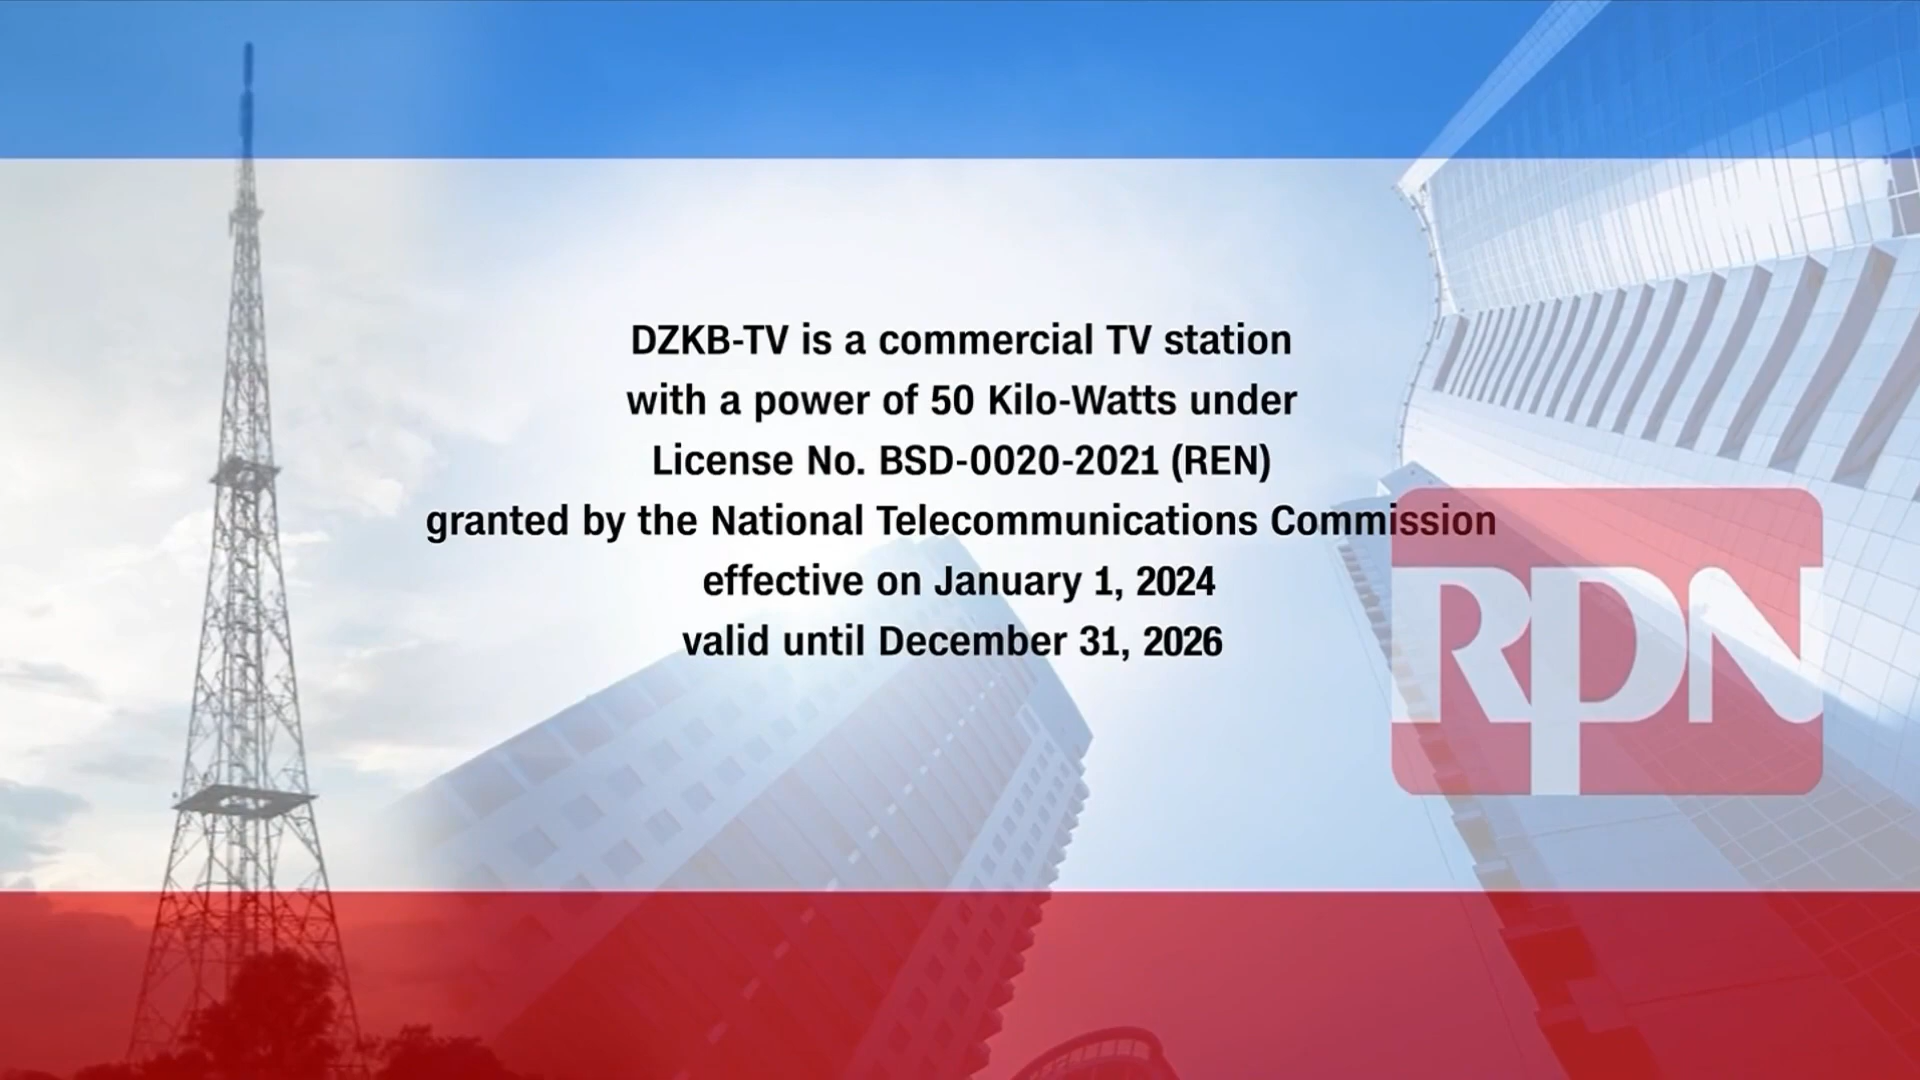 DZKB-TV is a commercial TV station
with a power of 50 Kilo-Watts under
License No. BSD-0020-2021 (REN)
granted by the National Telecommunications Commission
effective on January 1, 2024
valid until December 31, 2026
RPN